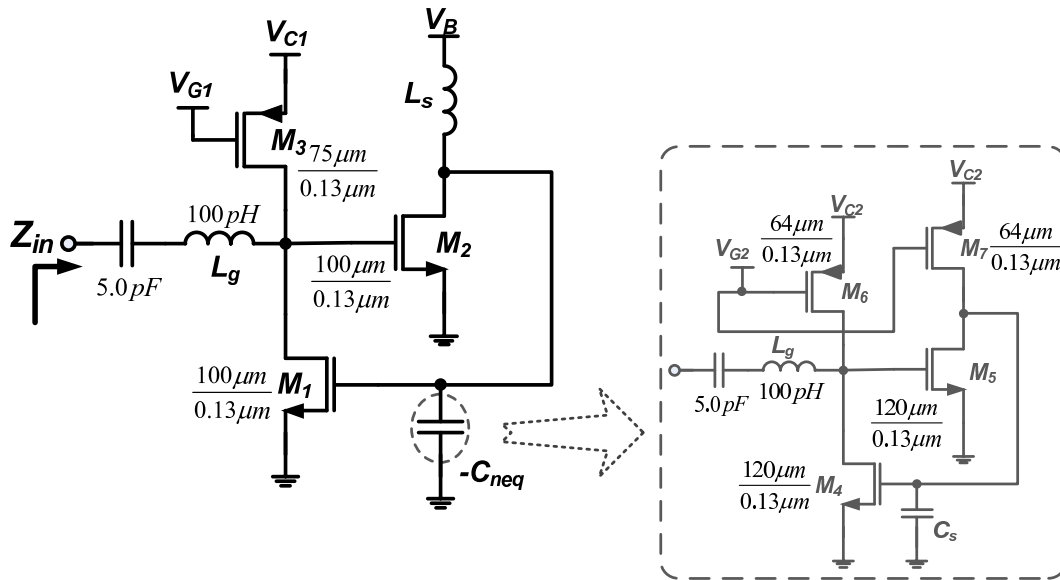 V_C1
V_G1
M_3
75μm
0.13μm
V_B
L_s
Z_in
5.0pF
100pH
L_g
M_2
100μm
0.13μm
100μm
0.13μm
M_1
-C_neq
V_C2
V_C2
64μm
0.13μm
V_G2
M_6
M_7
64μm
0.13μm
L_g
5.0pF
100pH
M_5
120μm
0.13μm
120μm
0.13μm
M_4
C_s